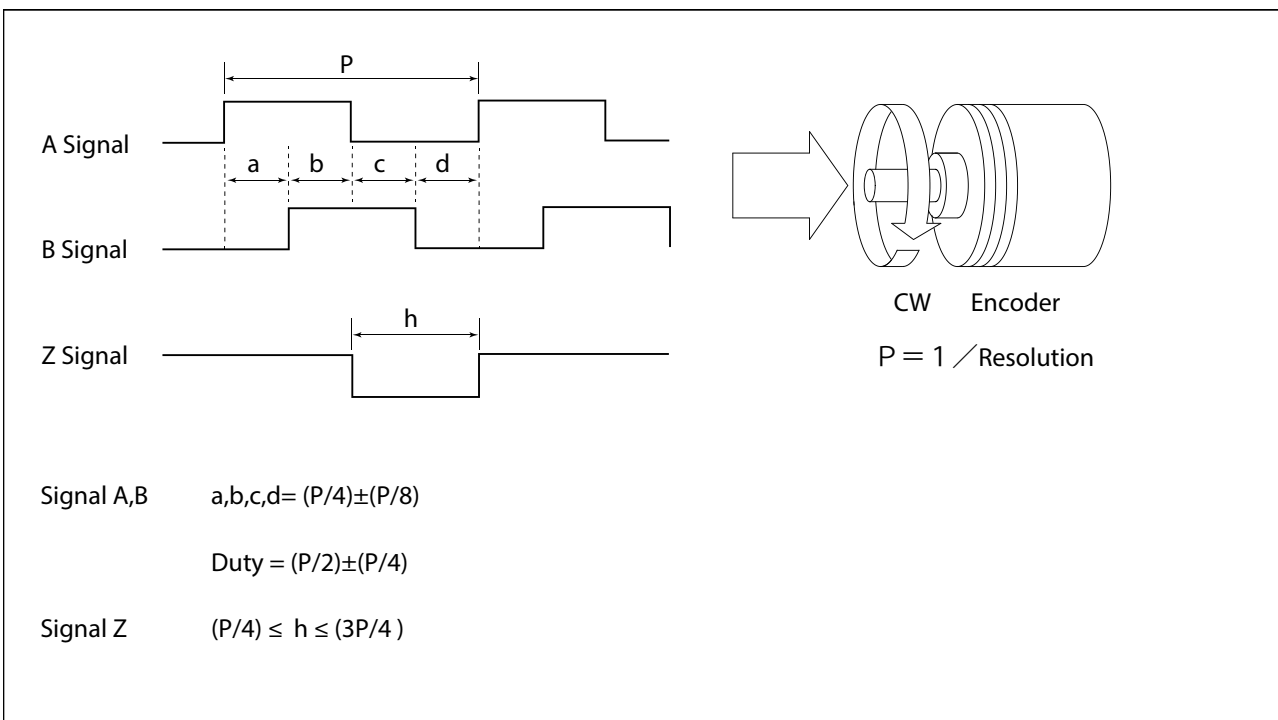 P
A Signal
a b c d
B Signal
h
Z Signal
CW Encoder
P = 1 ／Resolution
Signal A,B a,b,c,d= (P/4)±(P/8)
Duty = (P/2)±(P/4)
Signal Z (P/4) ≤ h ≤ (3P/4 )